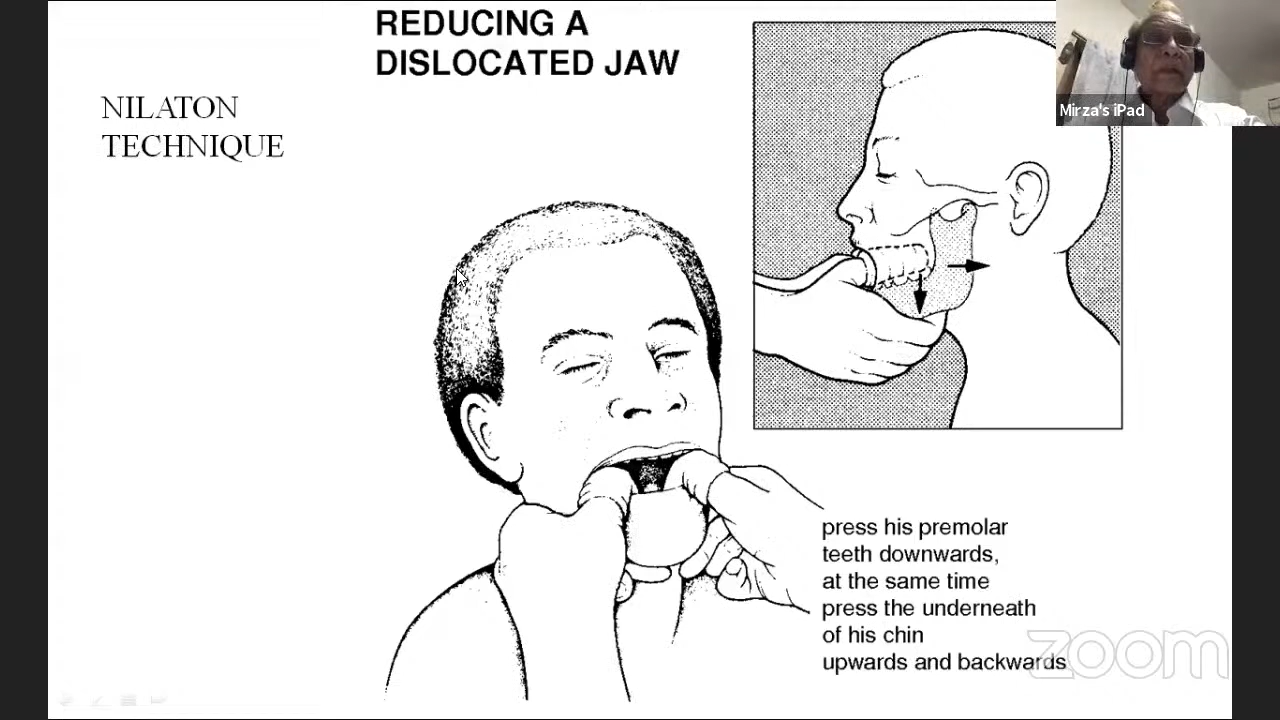 REDUCING A
DISLOCATED JAW
NILATON
TECHNIQUE
Mirza's iPad
press his premolar
teeth downwards,
at the same time
press the underneath
of his chin
upwards and backwards
zoom